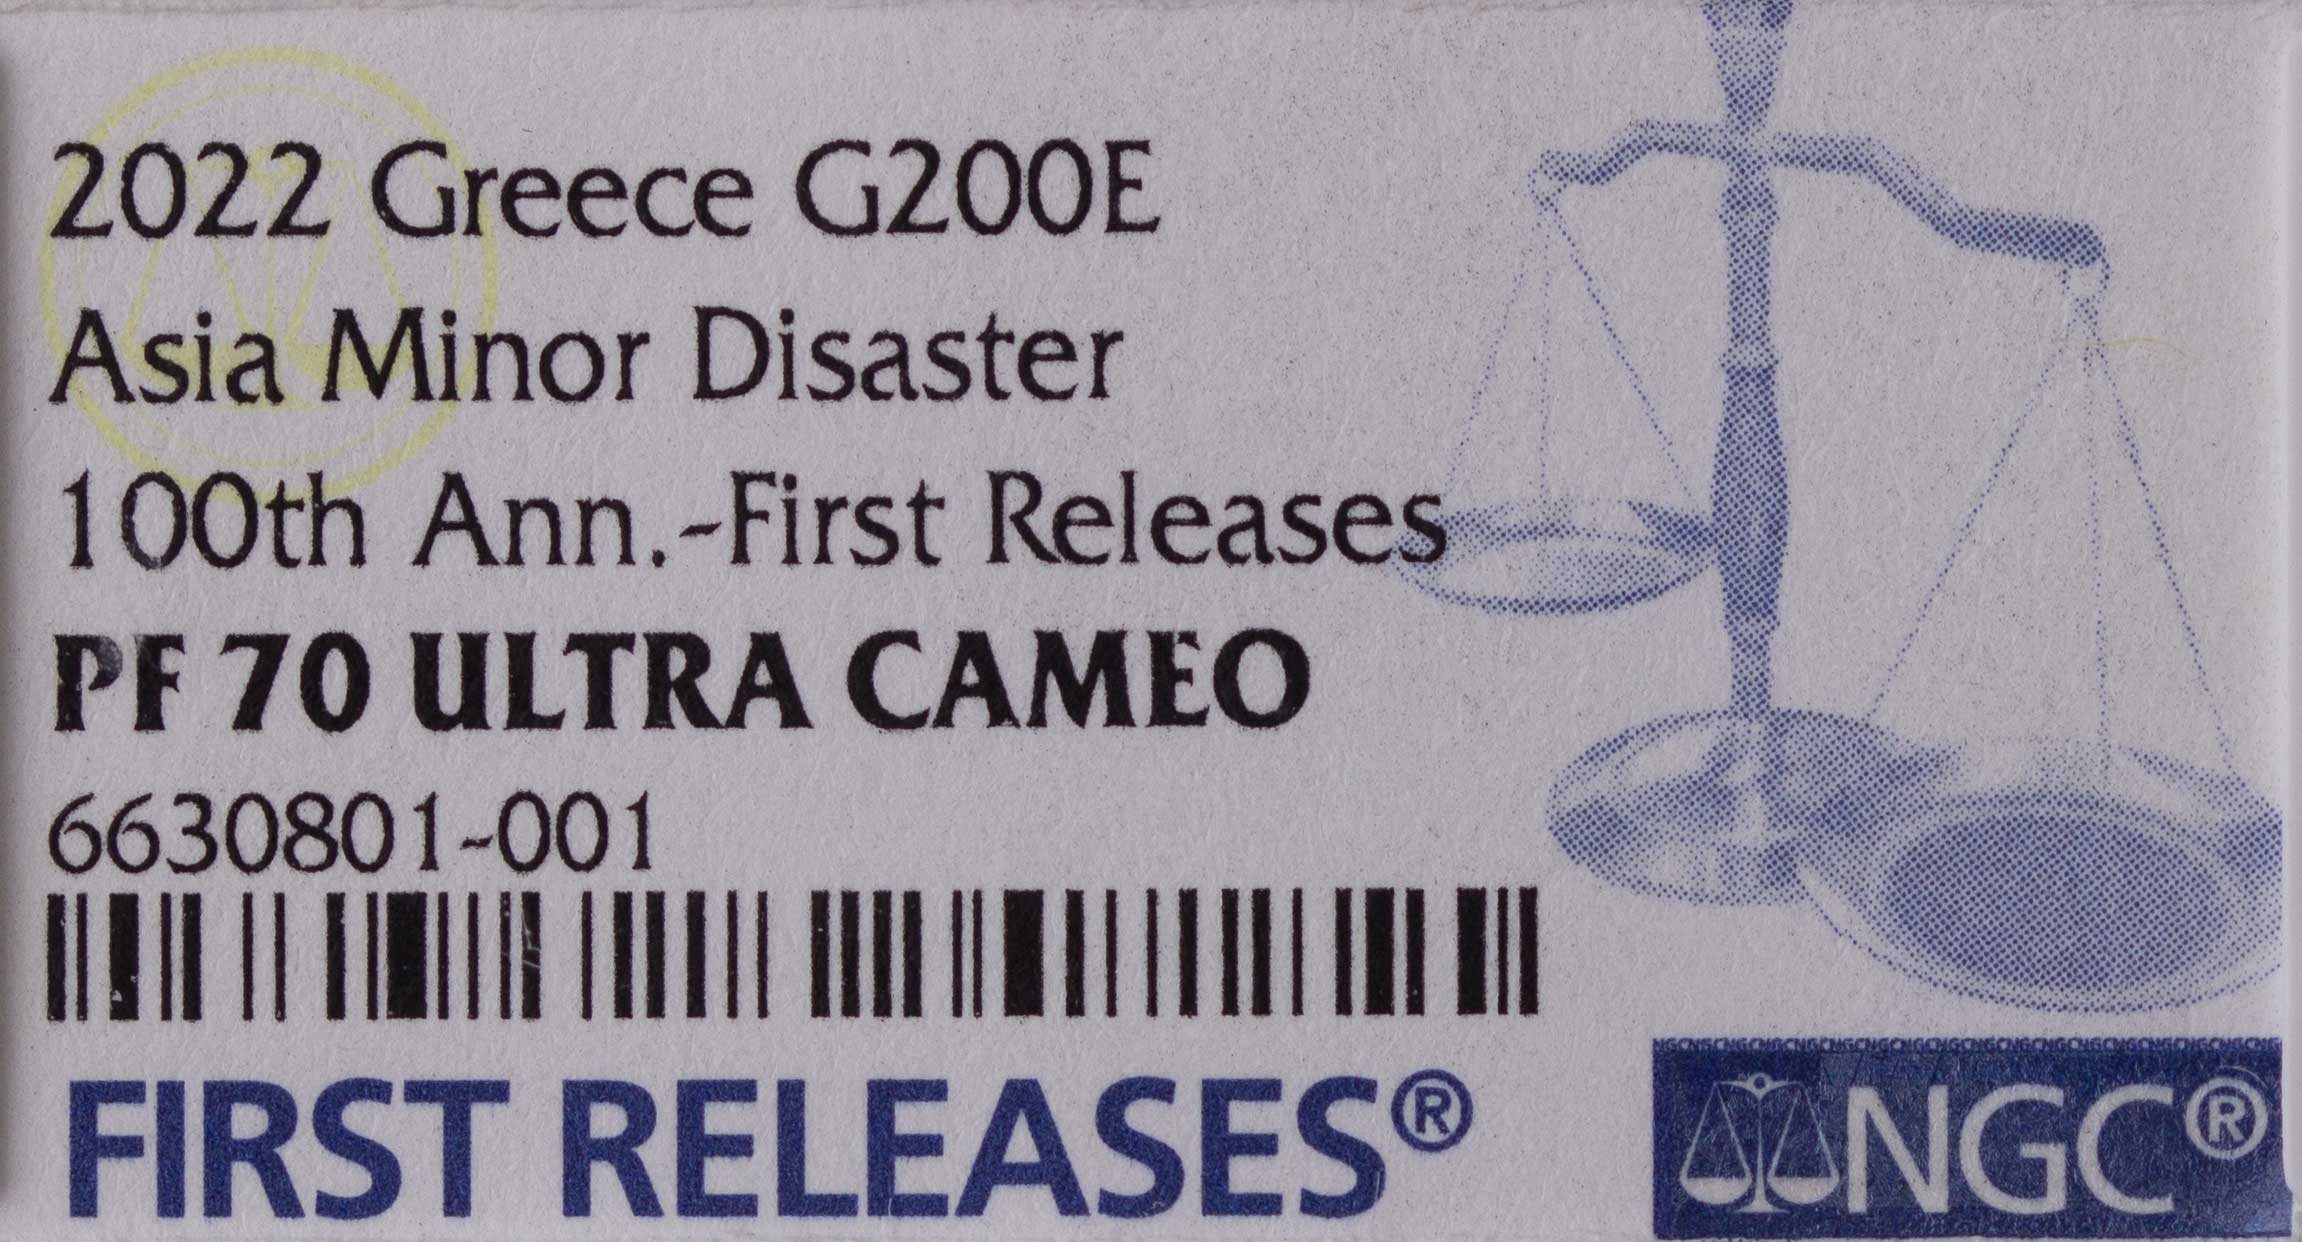 2022 Greece G200E
Asia Minor Disaster
100th Ann.-First Releases
PF 70 ULTRA CAMEO
6630801-001
FIRST RELEASES®
NGCNGCNGCNGCNGCNGCNGCNGCNGCNGCNGCNGCNGCNGCNGCNGCNGCNG
NGC®